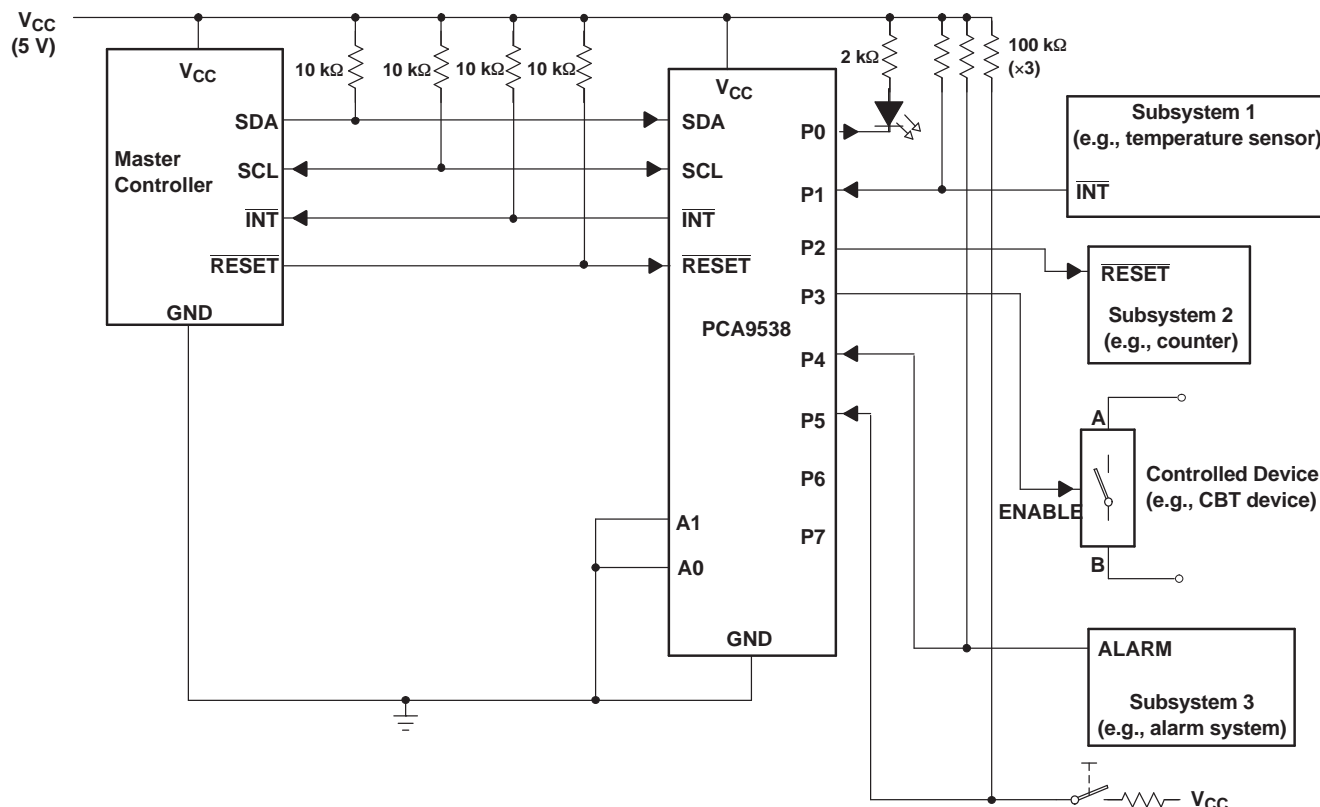 VCC
(5 V)
VCC
10 kΩ
10 kΩ
10 kΩ
10 kΩ
2 kΩ
100 kΩ
(×3)
Master
Controller
SDA
SCL
INT
RESET
GND
VCC
SDA
SCL
INT
RESET
PCA9538
A1
A0
GND
P0
P1
P2
P3
P4
P5
P6
P7
Subsystem 1
(e.g., temperature sensor)
INT
RESET
Subsystem 2
(e.g., counter)
A
Controlled Device
(e.g., CBT device)
ENABLE
B
ALARM
Subsystem 3
(e.g., alarm system)
VCC